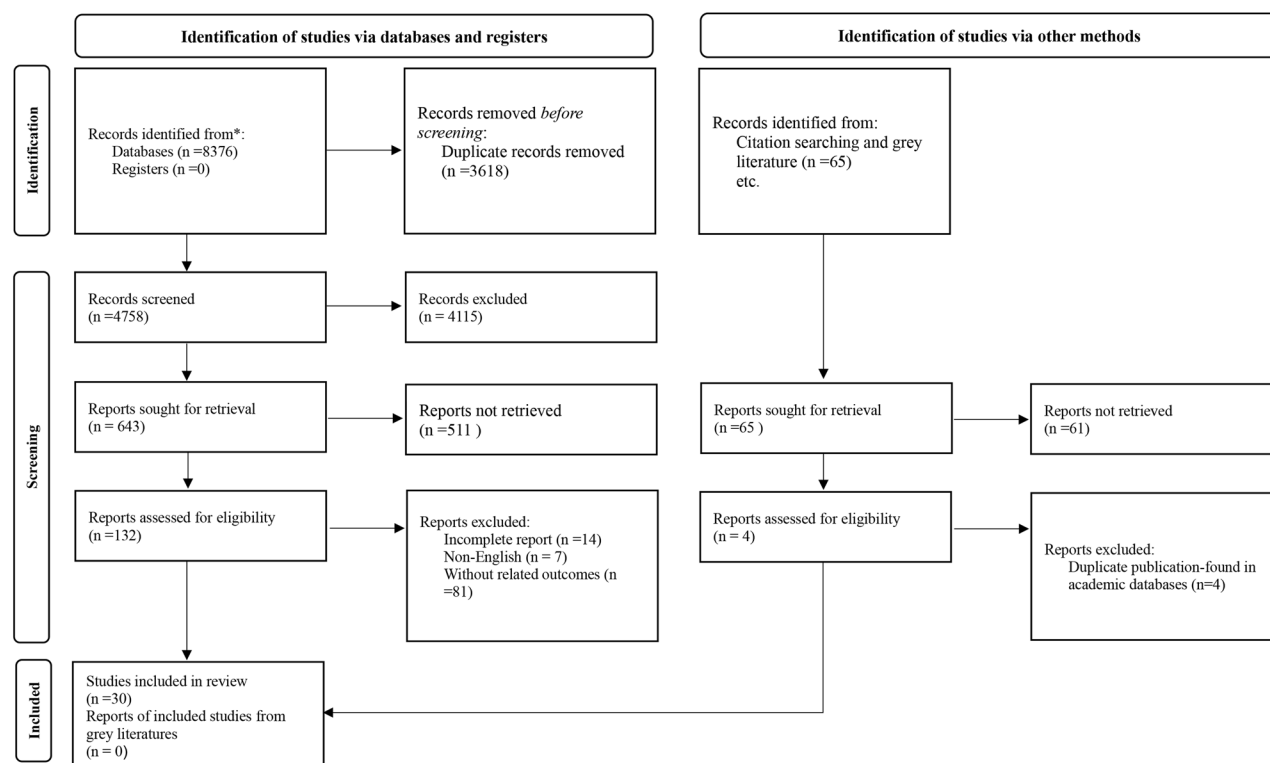 Identification of studies via databases and registers
Identification of studies via other methods
Identification
Records identified from*:
Databases (n =8376)
Registers (n =0)
Records removed before
screening:
Duplicate records removed
(n =3618)
Records identified from:
Citation searching and grey
literature (n =65)
etc.
Screening
Records screened
(n =4758)
Records excluded
(n = 4115)
Reports sought for retrieval
(n = 643)
Reports not retrieved
(n =511 )
Reports sought for retrieval
(n =65 )
Reports not retrieved
(n =61)
Reports assessed for eligibility
(n =132)
Reports excluded:
Incomplete report (n =14)
Non-English (n = 7)
Without related outcomes (n
=81)
Reports assessed for eligibility
(n = 4)
Reports excluded:
Duplicate publication-found in
academic databases (n=4)
Included
Studies included in review
(n =30)
Reports of included studies from
grey literatures
(n = 0)